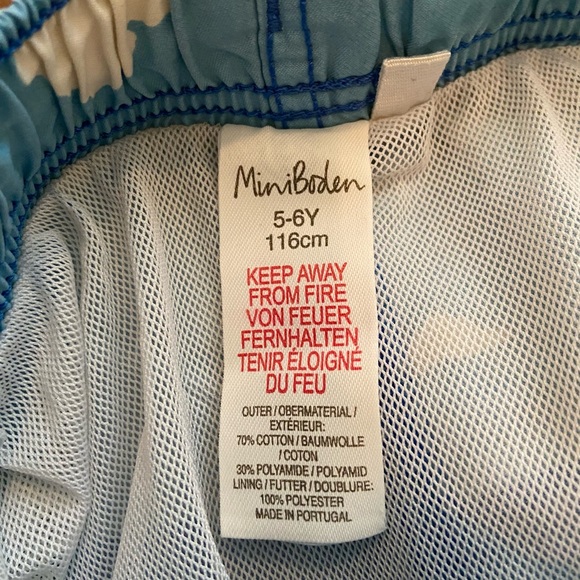 MiniBoden
5-6Y
116cm
KEEP AWAY
FROM FIRE
VON FEUER
FERNHALTEN
TENIR ÉLOIGNÉ
DU FEU
OUTER / OBERMATERIAL /
EXTÉRIEUR:
70% COTTON / BAUMWOLLE
/ COTON
30% POLYAMIDE / POLYAMID
LINING / FUTTER / DOUBLURE:
100% POLYESTER
MADE IN PORTUGAL